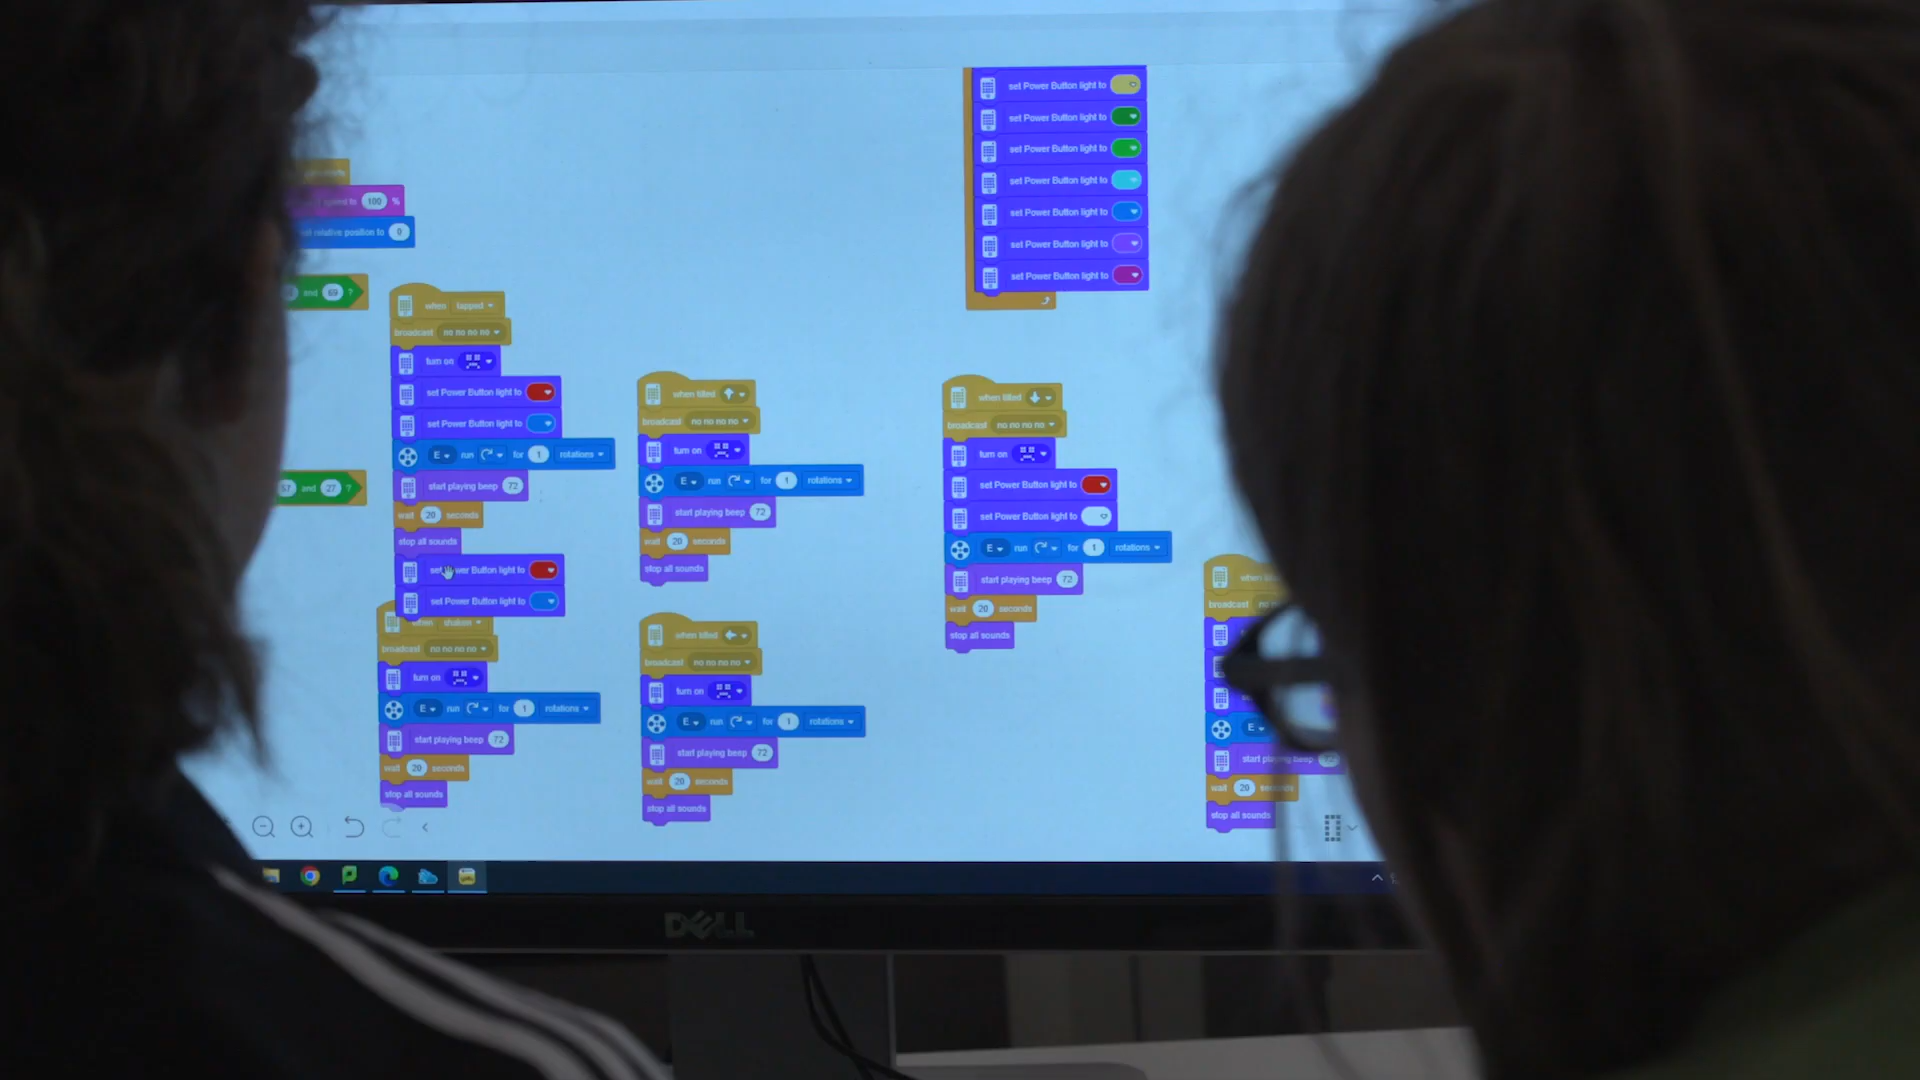 set Power Button light to
set Power Button light to
set Power Button light to
set Power Button light to
set Power Button light to
set Power Button light to
set Power Button light to
speed to 100 %
set relative position to 0
and 69 ?
57 and 27 ?
when tapped
broadcast no no no no
turn on
set Power Button light to
set Power Button light to
E run for 1 rotations
start playing beep 72
wait 20 seconds
stop all sounds
set Power Button light to
set Power Button light to
when shaken
broadcast no no no no
turn on
E run for 1 rotations
start playing beep 72
wait 20 seconds
stop all sounds
when tilted
broadcast no no no no
turn on
E run for 1 rotations
start playing beep 72
wait 20 seconds
stop all sounds
when tilted
broadcast no no no no
turn on
E run for 1 rotations
start playing beep 72
wait 20 seconds
stop all sounds
when tilted
broadcast no no no no
turn on
set Power Button light to
set Power Button light to
E run for 1 rotations
start playing beep 72
wait 20 seconds
stop all sounds
when
broadcast no
E
start playing beep 72
wait 20 seconds
stop all sounds
DELL